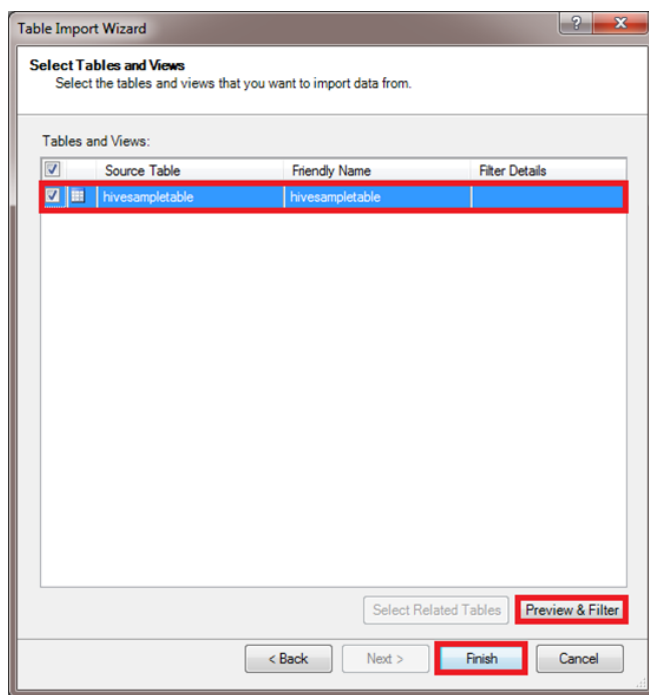 Table Import Wizard
Select Tables and Views
Select the tables and views that you want to import data from.
Tables and Views:
Source Table Friendly Name Filter Details
hivesampletable hivesampletable
Select Related Tables Preview & Filter
< Back Next > Finish Cancel